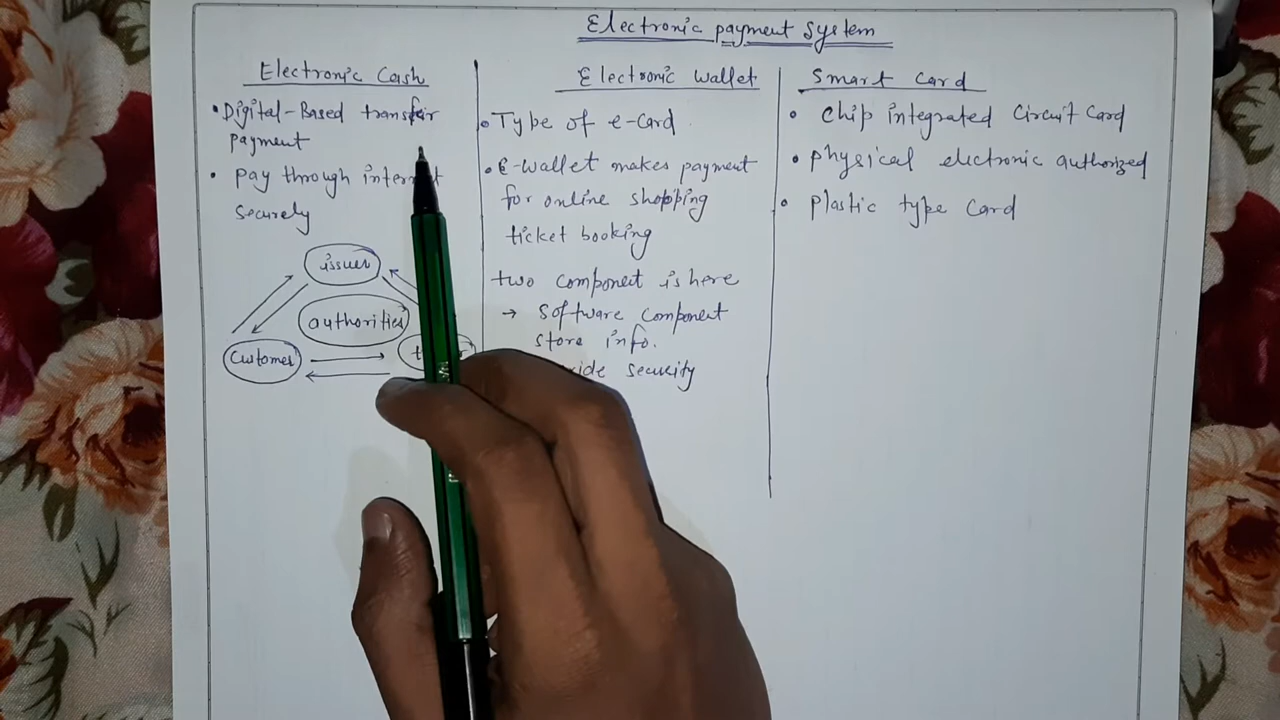 Electronic payment system
Electronic Cash
• Digital-Based transfer
payment
• pay through internet
securely
issuer
authorities
Customer
Electronic wallet
• Type of e-card
• E-wallet makes payment
for online shopping
ticket booking
two component is here
→ Software component
store info.
security
Smart Card
• Chip integrated Circuit Card
• physical electronic authorized
• plastic type Card